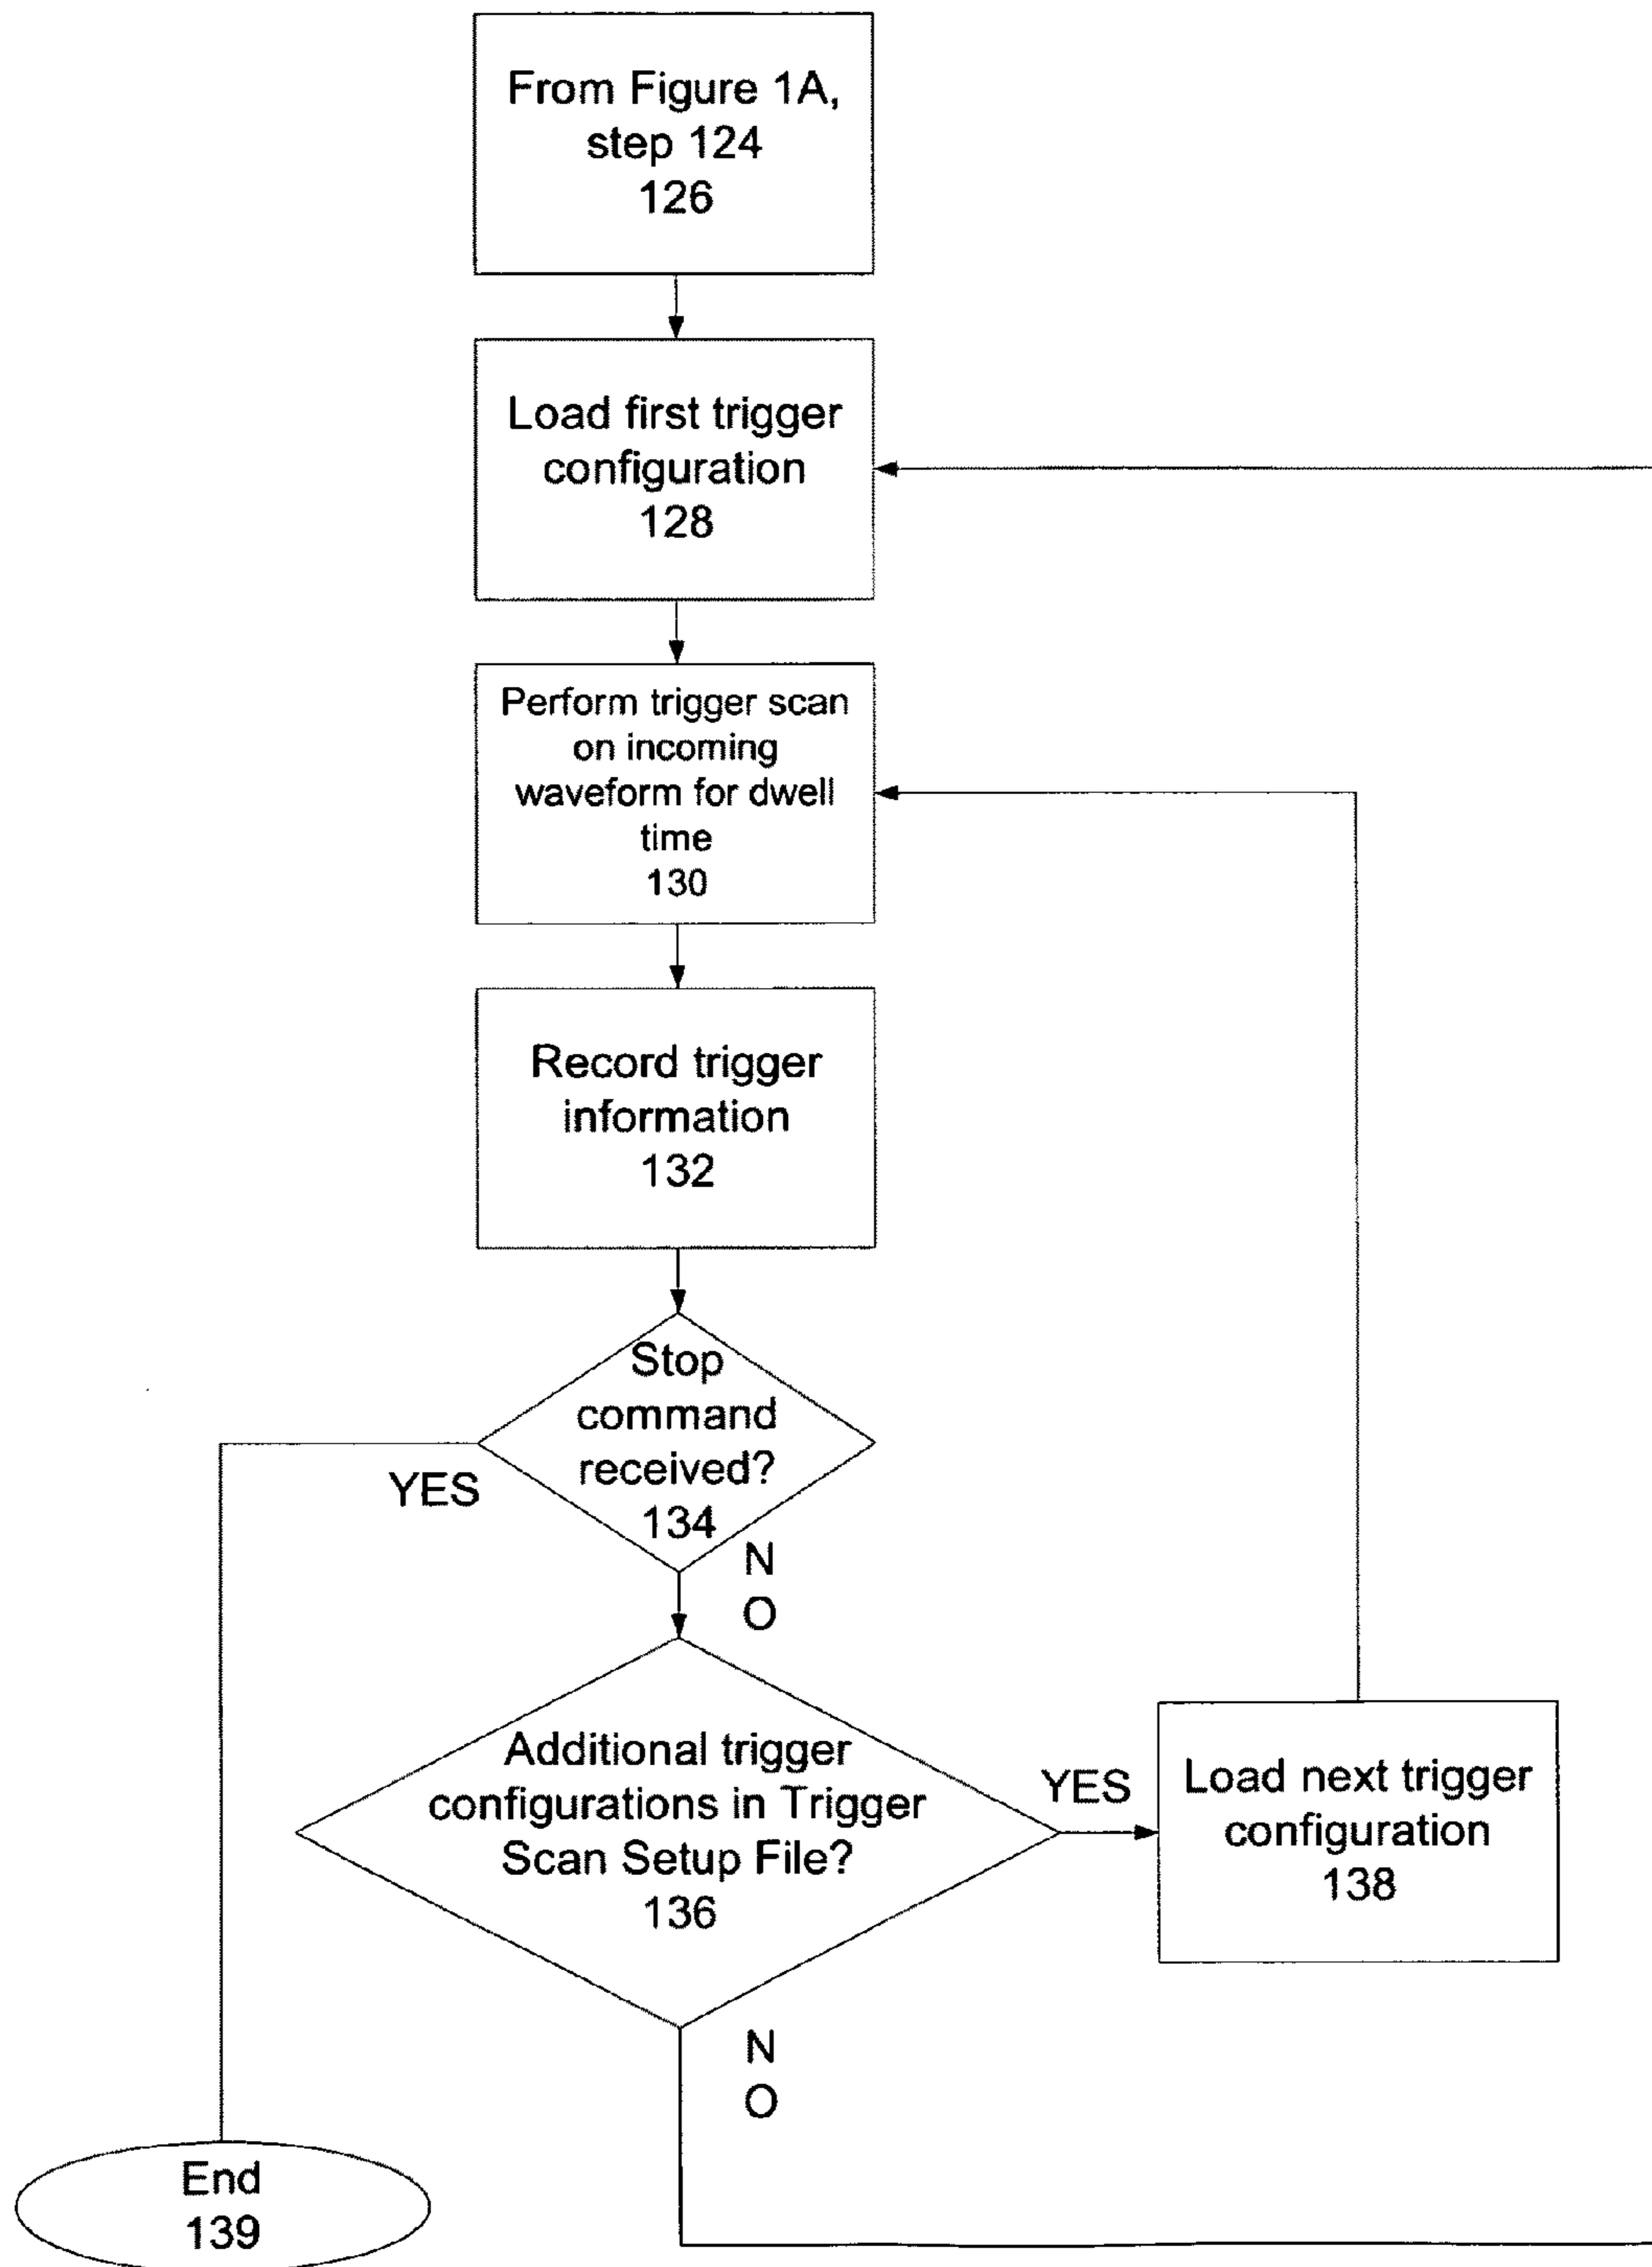 From Figure 1A,
step 124
126
Load first trigger
configuration
128
Perform trigger scan
on incoming
waveform for dwell
time
130
Record trigger
information
132
Stop
command
received?
134
YES
N
O
Additional trigger
configurations in Trigger
Scan Setup File?
136
YES
Load next trigger
configuration
138
N
O
End
139